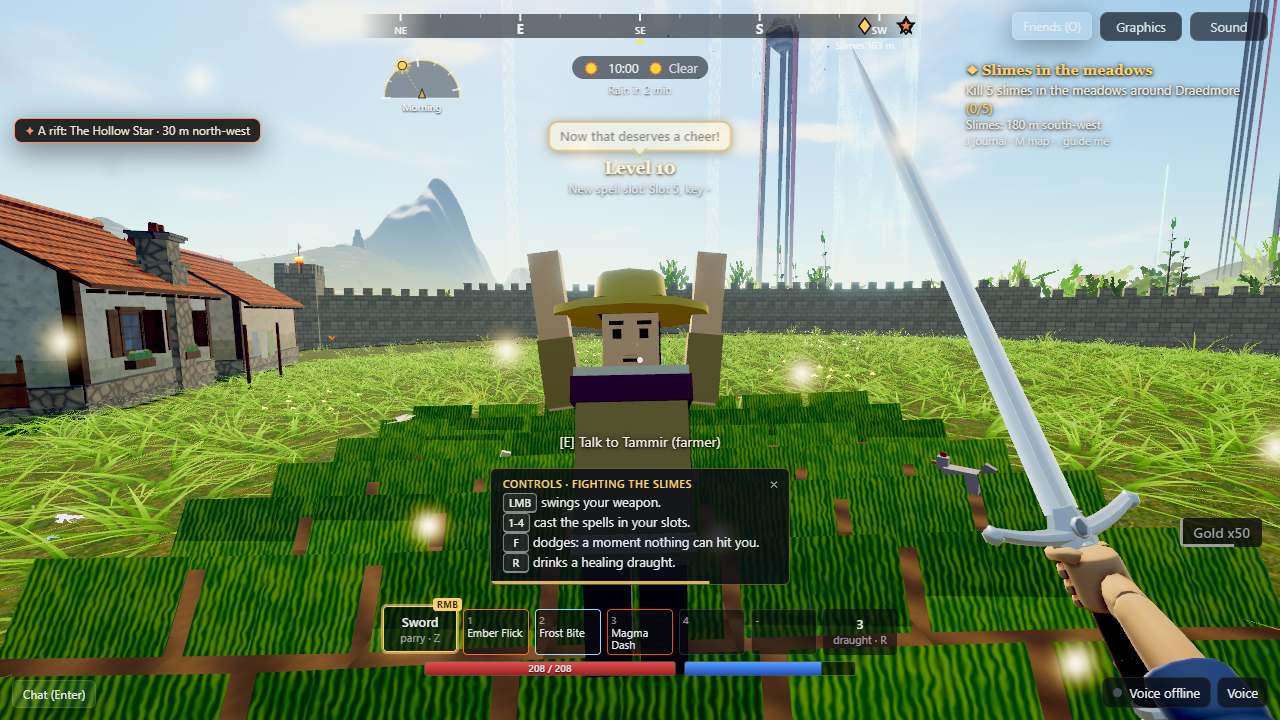 NE E SE S SW
Slimes 163 m
Friends (O) Graphics Sound
10:00 Clear
Rain in 2 min
Morning
Slimes in the meadows
Kill 5 slimes in the meadows around Draedmore
(0/5)
Slimes: 180 m south-west
J journal · M map · guide me
A rift: The Hollow Star · 30 m north-west
Now that deserves a cheer!
Level 10
New spell slot: Slot 5, key -
[E] Talk to Tammir (farmer)
CONTROLS · FIGHTING THE SLIMES ×
LMB swings your weapon.
1-4 cast the spells in your slots.
F dodges: a moment nothing can hit you.
R drinks a healing draught.
Gold x50
RMB
Sword
parry · Z
1
Ember Flick
2
Frost Bite
3
Magma
Dash
4
-
3
draught · R
208 / 208
Chat (Enter)
Voice offline Voice